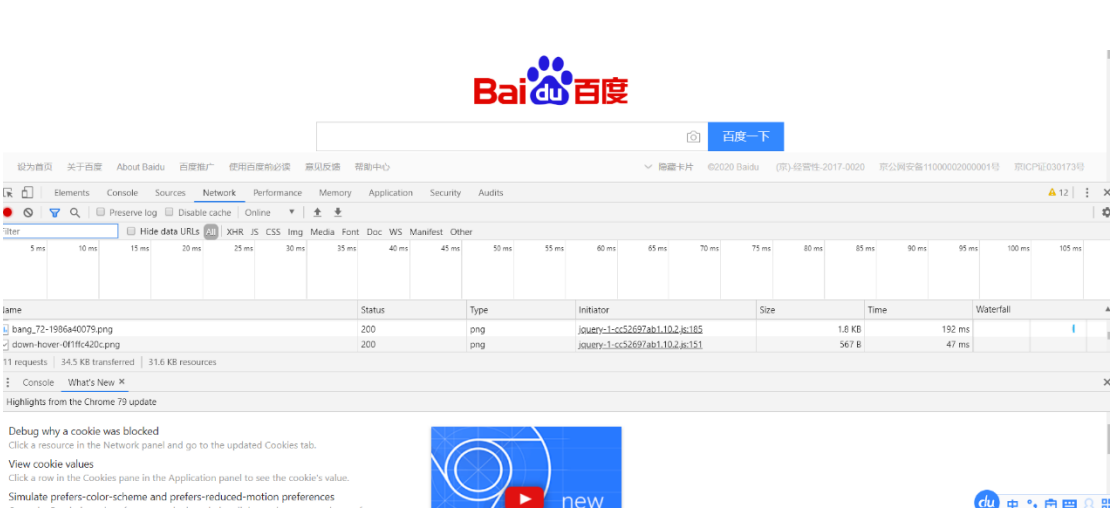 Bai du 百度
百度一下
设为首页 关于百度 About Baidu 百度推广 使用百度前必读 意见反馈 帮助中心 隐藏卡片 ©2020 Baidu (京)-经营性-2017-0020 京公网安备11000002000001号 京ICP证030173号
Elements Console Sources Network Performance Memory Application Security Audits 12
Preserve log Disable cache Online
Filter Hide data URLs All XHR JS CSS Img Media Font Doc WS Manifest Other
5 ms 10 ms 15 ms 20 ms 25 ms 30 ms 35 ms 40 ms 45 ms 50 ms 55 ms 60 ms 65 ms 70 ms 75 ms 80 ms 85 ms 90 ms 95 ms 100 ms 105 ms
Name Status Type Initiator Size Time Waterfall
bang_72-1986a40079.png 200 png jquery-1-cc52697ab1.10.2.js:185 1.8 KB 192 ms
down-hover-0f1ffc420c.png 200 png jquery-1-cc52697ab1.10.2.js:151 567 B 47 ms
11 requests 34.5 KB transferred 31.6 KB resources
Console What's New
Highlights from the Chrome 79 update
Debug why a cookie was blocked
Click a resource in the Network panel and go to the updated Cookies tab.
View cookie values
Click a row in the Cookies pane in the Application panel to see the cookie's value.
Simulate prefers-color-scheme and prefers-reduced-motion preferences
new
du 中